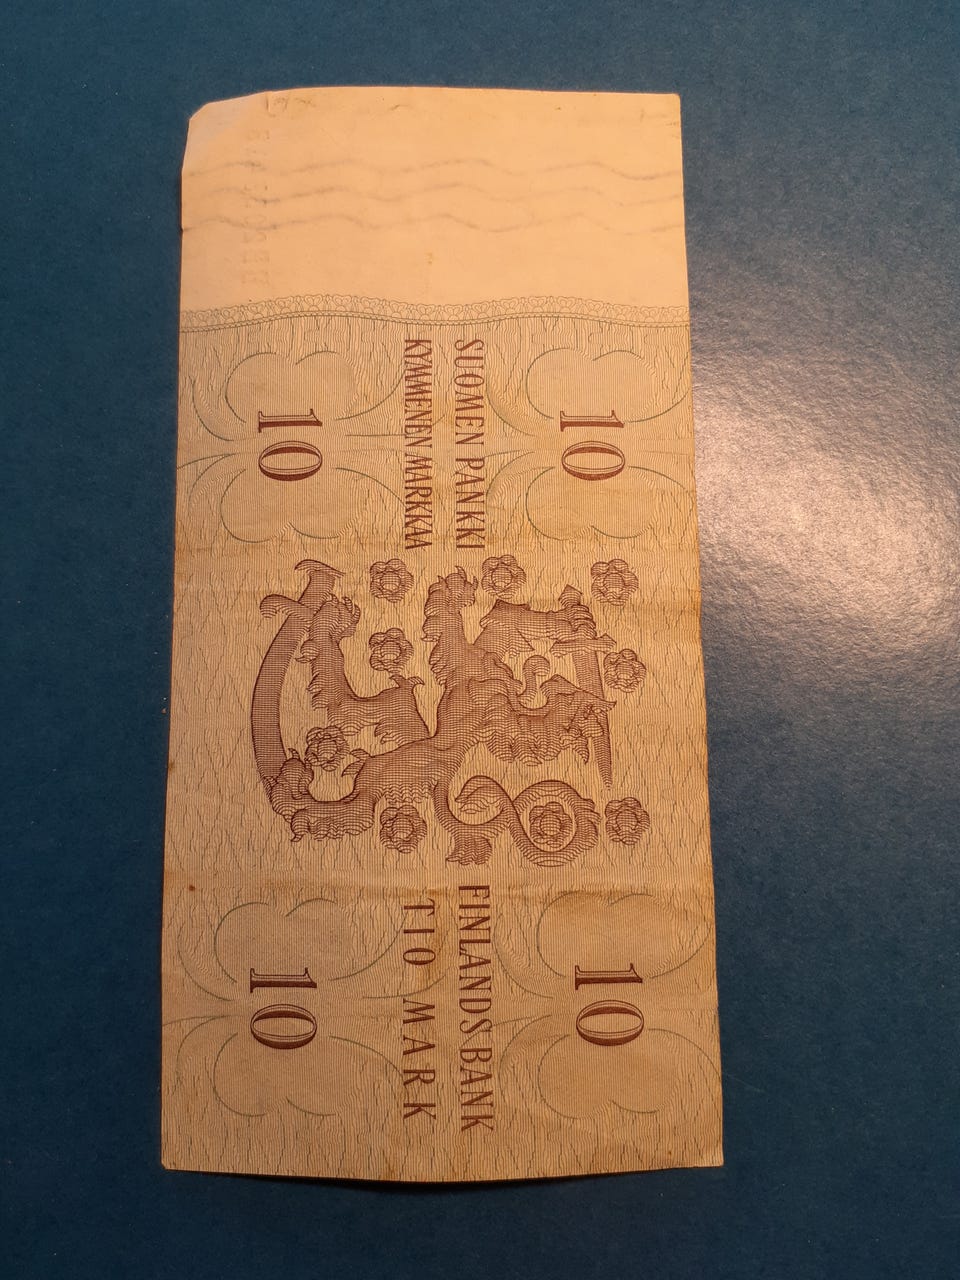 SUOMEN PANKKI
KYMMENEN MARKKAA
FINLANDS BANK
TIO MARK
10
10
10
10